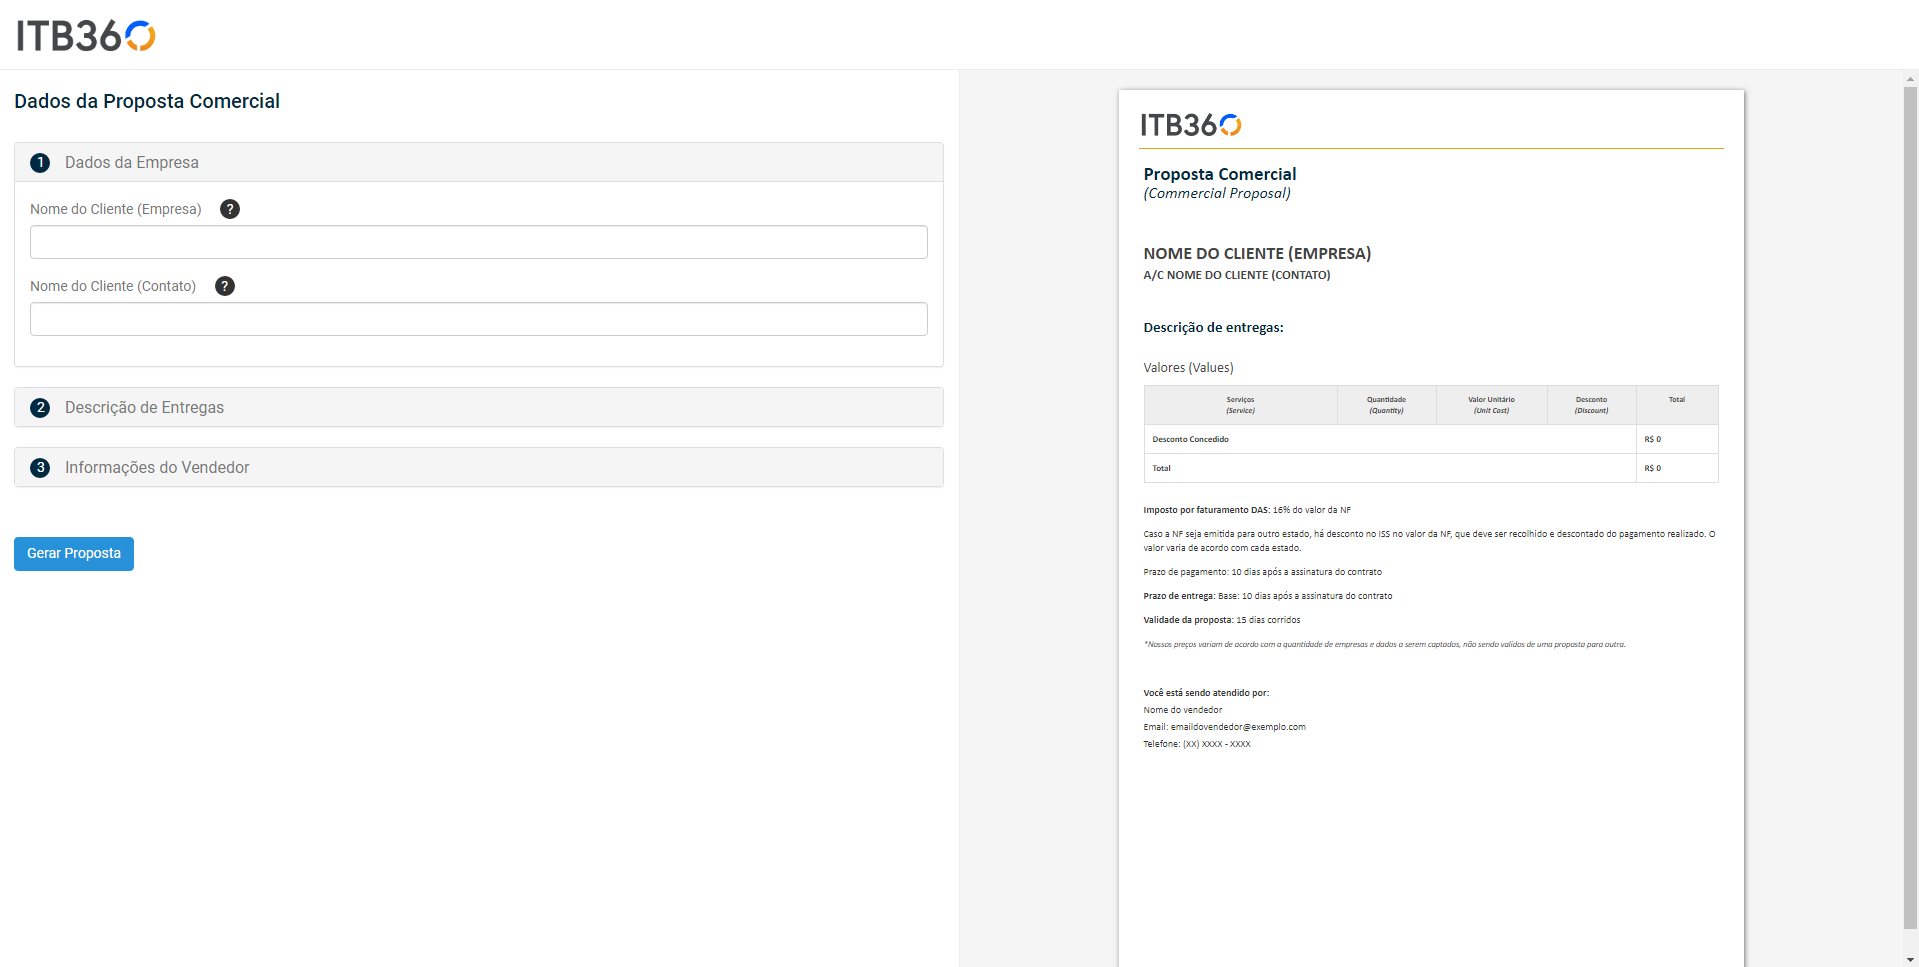 ITB360
Dados da Proposta Comercial
1 Dados da Empresa
Nome do Cliente (Empresa) ?
Nome do Cliente (Contato) ?
2 Descrição de Entregas
3 Informações do Vendedor
Gerar Proposta
ITB360
Proposta Comercial
(Commercial Proposal)
NOME DO CLIENTE (EMPRESA)
A/C NOME DO CLIENTE (CONTATO)
Descrição de entregas:
Valores (Values)
Serviços Quantidade Valor Unitário Desconto Total
(Service) (Quantity) (Unit Cost) (Discount)
Desconto Concedido R$ 0
Total R$ 0
Imposto por faturamento DAS: 16% do valor da NF
Caso a NF seja emitida para outro estado, há desconto no ISS no valor da NF, que deve ser recolhido e descontado do pagamento realizado. O
valor varia de acordo com cada estado.
Prazo de pagamento: 10 dias após a assinatura do contrato
Prazo de entrega: Base: 10 dias após a assinatura do contrato
Validade da proposta: 15 dias corridos
*Nossos preços variam de acordo com a quantidade de empresas e dados a serem captados, não sendo validos de uma proposta para outra.
Você está sendo atendido por:
Nome do vendedor
Email: emaildovendedor@exemplo.com
Telefone: (XX) XXXX - XXXX